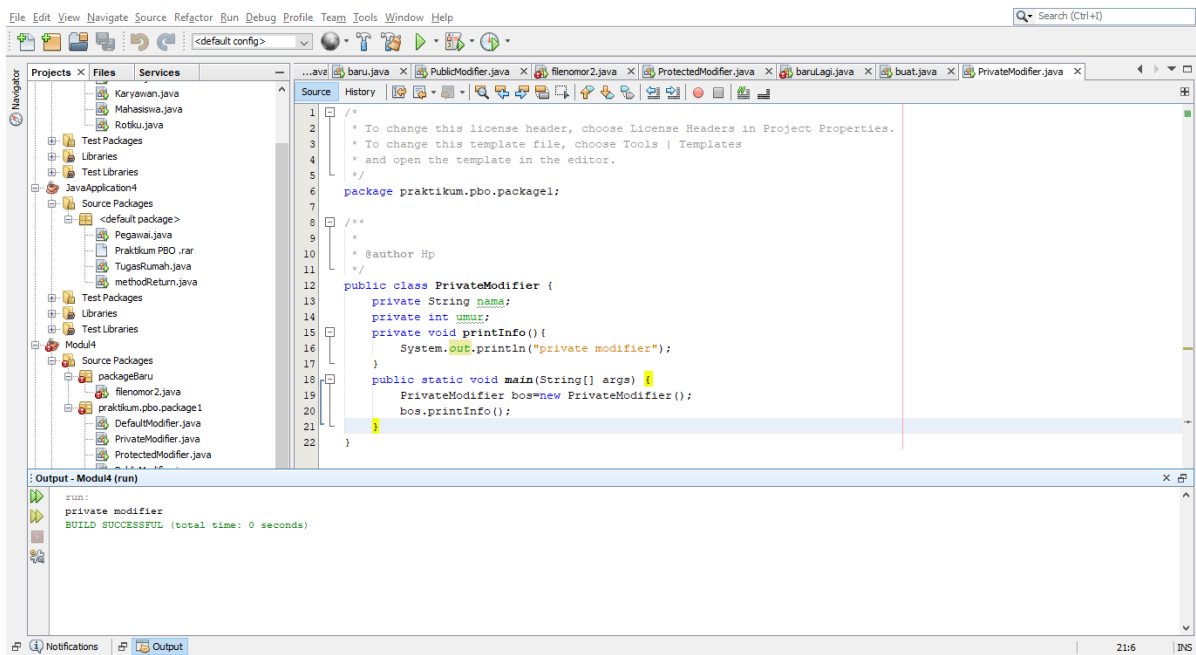 File Edit View Navigate Source Refactor Run Debug Profile Team Tools Window Help
Search (Ctrl+I)
<default config>
Projects Files Services
...ava baru.java PublicModifier.java filenomor2.java ProtectedModifier.java baruLagi.java buat.java PrivateModifier.java
Navigator
Karyawan.java
Mahasiswa.java
Rotiku.java
Test Packages
Libraries
Test Libraries
JavaApplication4
Source Packages
<default package>
Pegawai.java
Praktikum PBO .rar
TugasRumah.java
methodReturn.java
Test Packages
Libraries
Test Libraries
Modul4
Source Packages
packageBaru
filenomor2.java
praktikum.pbo.package1
DefaultModifier.java
PrivateModifier.java
ProtectedModifier.java
Source History
1 /*
2 * To change this license header, choose License Headers in Project Properties.
3 * To change this template file, choose Tools | Templates
4 * and open the template in the editor.
5 */
6 package praktikum.pbo.package1;
7
8 /**
9 *
10 * @author Hp
11 */
12 public class PrivateModifier {
13 private String nama;
14 private int umur;
15 private void printInfo(){
16 System.out.println("private modifier");
17 }
18 public static void main(String[] args) {
19 PrivateModifier bos=new PrivateModifier();
20 bos.printInfo();
21 }
22 }
Output - Modul4 (run)
run:
private modifier
BUILD SUCCESSFUL (total time: 0 seconds)
Notifications Output
21:6 INS